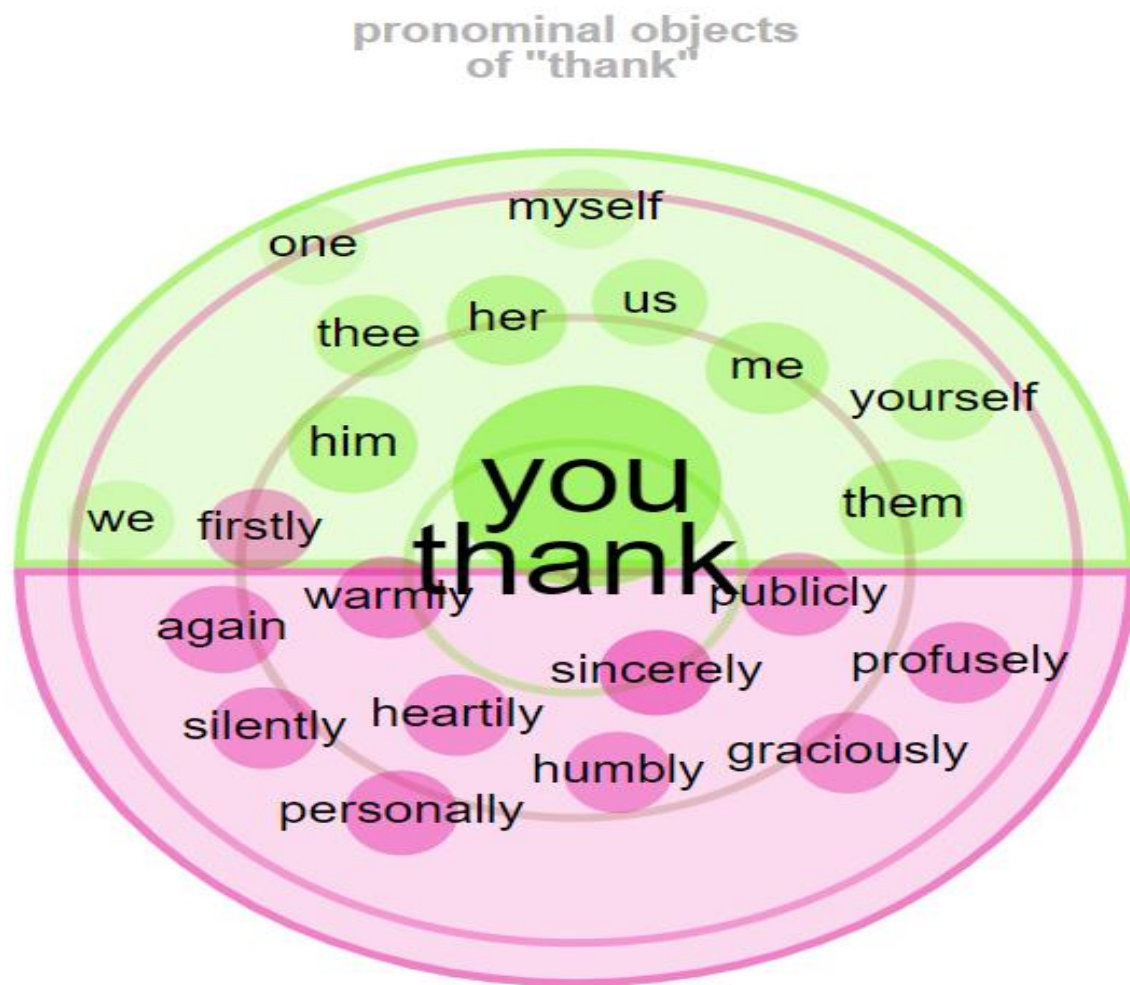 pronominal objects
of "thank"
myself
one
us
her
thee
me
yourself
him
you
them
we
firstly
thank
warmly
publicly
again
sincerely
profusely
silently
heartily
graciously
humbly
personally